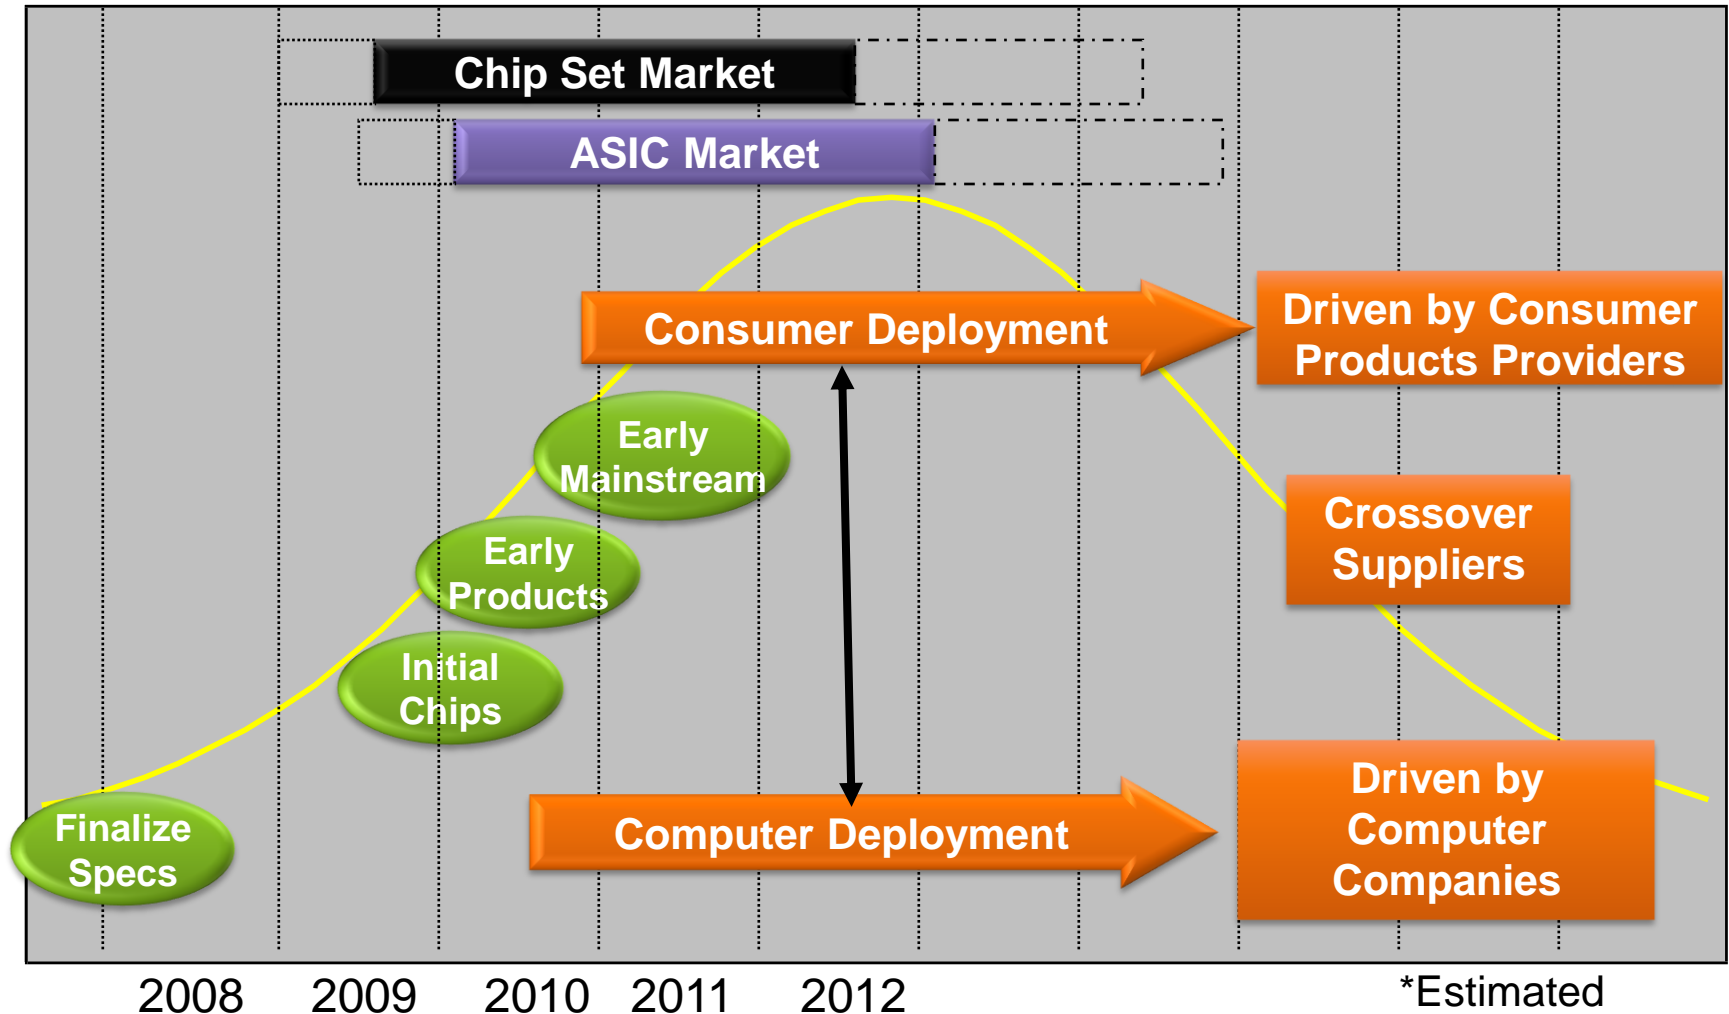 Chip Set Market
ASIC Market
Consumer Deployment
Driven by Consumer
Products Providers
Early
Mainstream
Crossover
Suppliers
Early
Products
Initial
Chips
Finalize
Specs
Computer Deployment
Driven by
Computer
Companies
2008 2009 2010 2011 2012
*Estimated